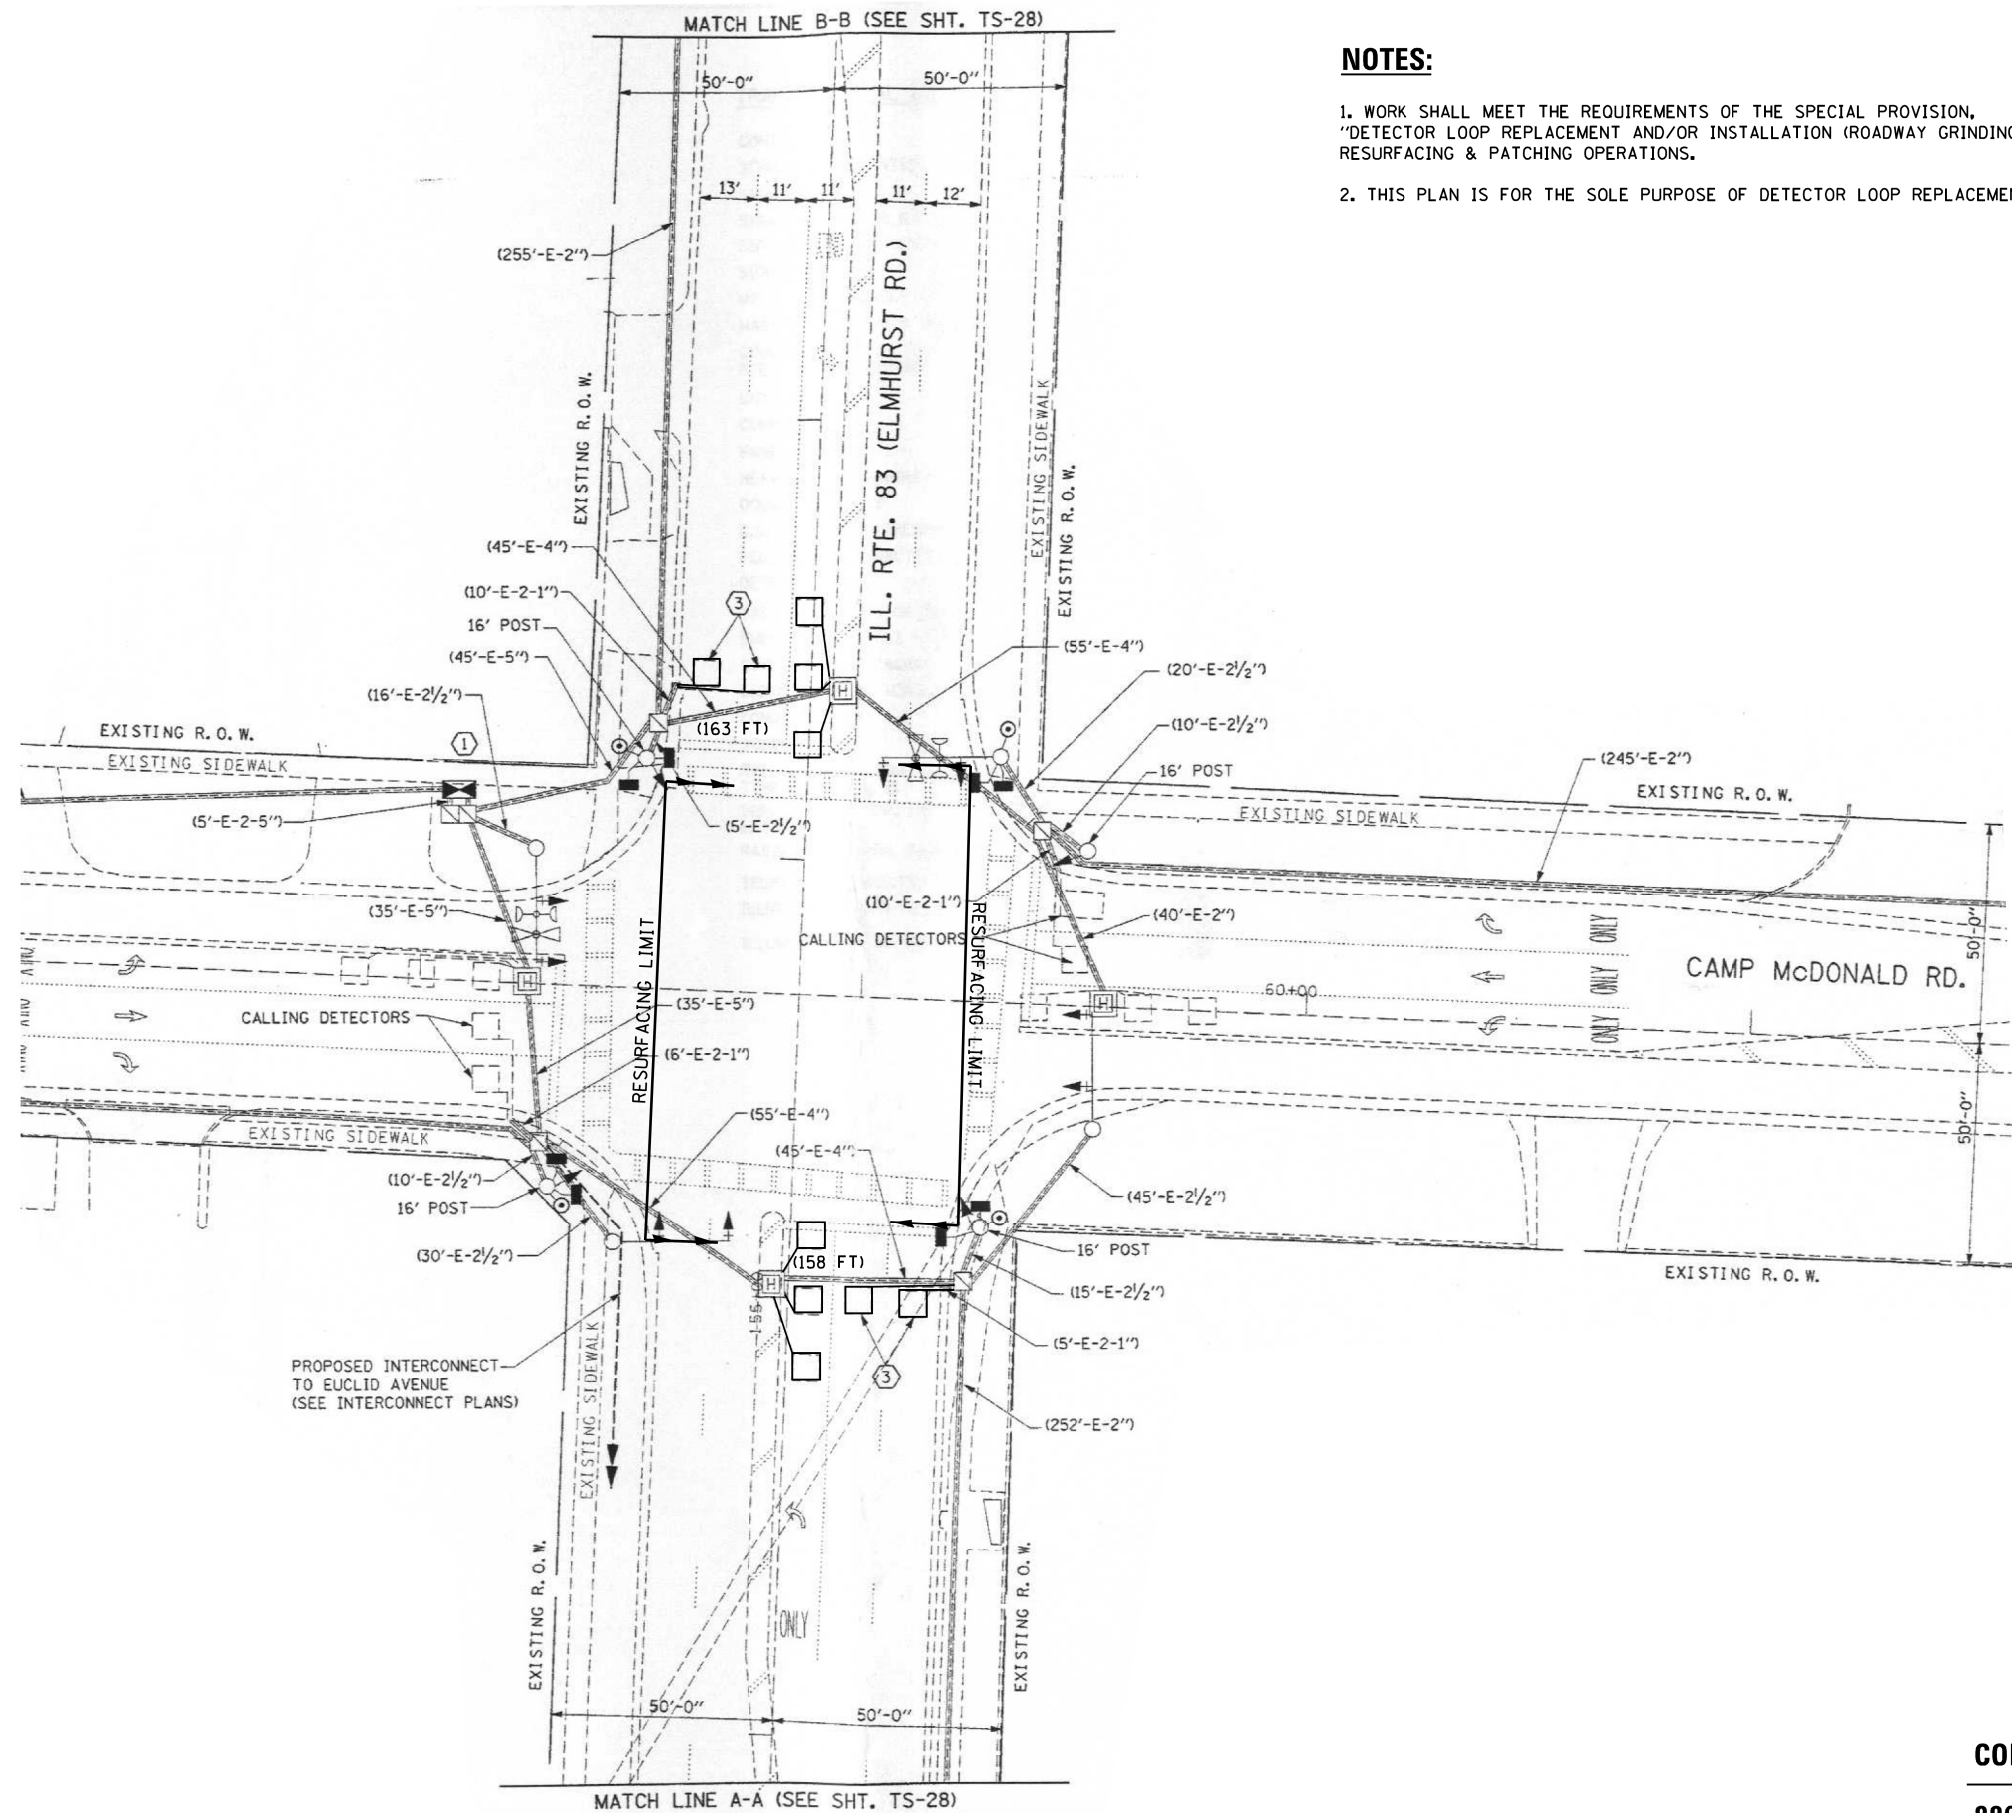 MATCH LINE B-B (SEE SHT. TS-28)
NOTES:
1. WORK SHALL MEET THE REQUIREMENTS OF THE SPECIAL PROVISION,
"DETECTOR LOOP REPLACEMENT AND/OR INSTALLATION (ROADWAY GRINDING
RESURFACING & PATCHING OPERATIONS.
2. THIS PLAN IS FOR THE SOLE PURPOSE OF DETECTOR LOOP
50'-0" 50'-0"
13' 11' 11' 11' 12'
(255'-E-2")
ILL. RTE. 83 (ELMHURST RD.)
EXISTING R.O.W.
EXISTING SIDEWALK
EXISTING R.O.W.
(45'-E-4")
(10'-E-2-1")
3
16' POST
(45'-E-5")
(16'-E-2½")
(55'-E-4")
(20'-E-2½")
(10'-E-2½")
16' POST
(245'-E-2")
H
(163 FT)
EXISTING R.O.W.
EXISTING SIDEWALK
1
(5'-E-2-5")
(5'-E-2½")
EXISTING R.O.W.
EXISTING SIDEWALK
(35'-E-5")
(10'-E-2-1")
(40'-E-2")
CALLING DETECTORS
RESURFACING LIMIT
RESURFACING LIMIT
ONLY
ONLY
ONLY
CAMP McDONALD RD.
50'-0"
50'-0"
H
H
60+00
(35'-E-5")
CALLING DETECTORS
(6'-E-2-1")
(55'-E-4")
(45'-E-4")
EXISTING SIDEWALK
(10'-E-2½")
16' POST
(30'-E-2½")
(45'-E-2½")
16' POST
(158 FT)
H
155
(15'-E-2½")
(5'-E-2-1")
3
EXISTING R.O.W.
PROPOSED INTERCONNECT
TO EUCLID AVENUE
(SEE INTERCONNECT PLANS)
EXISTING SIDEWALK
(252'-E-2")
EXISTING R.O.W.
EXISTING R.O.W.
ONLY
50'-0" 50'-0"
MATCH LINE A-A (SEE SHT. TS-28)